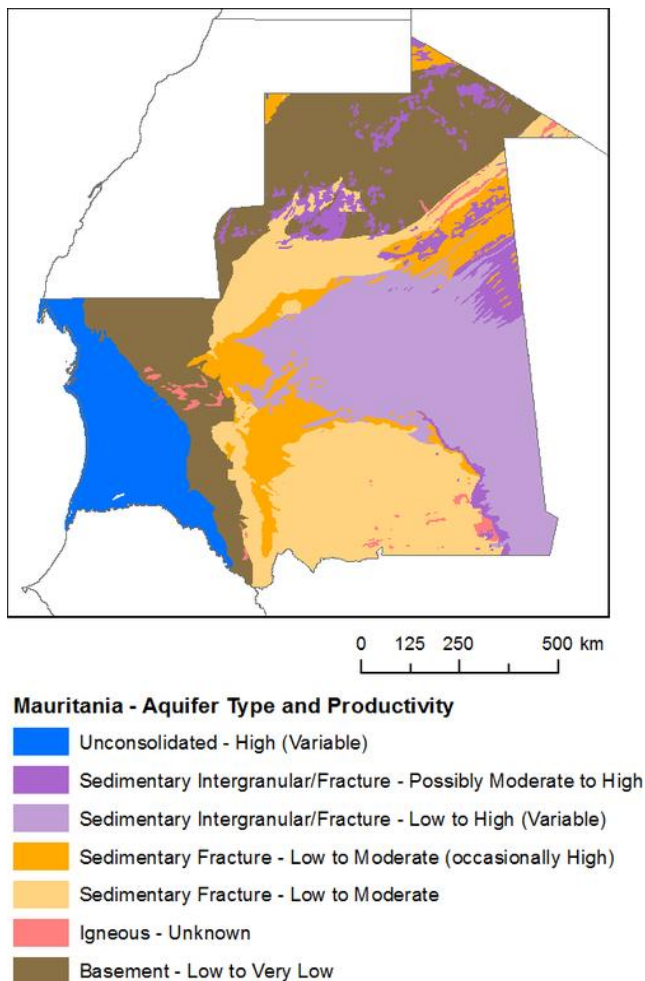 0 125 250 500 km
Mauritania - Aquifer Type and Productivity
Unconsolidated - High (Variable)
Sedimentary Intergranular/Fracture - Possibly Moderate to High
Sedimentary Intergranular/Fracture - Low to High (Variable)
Sedimentary Fracture - Low to Moderate (occasionally High)
Sedimentary Fracture - Low to Moderate
Igneous - Unknown
Basement - Low to Very Low